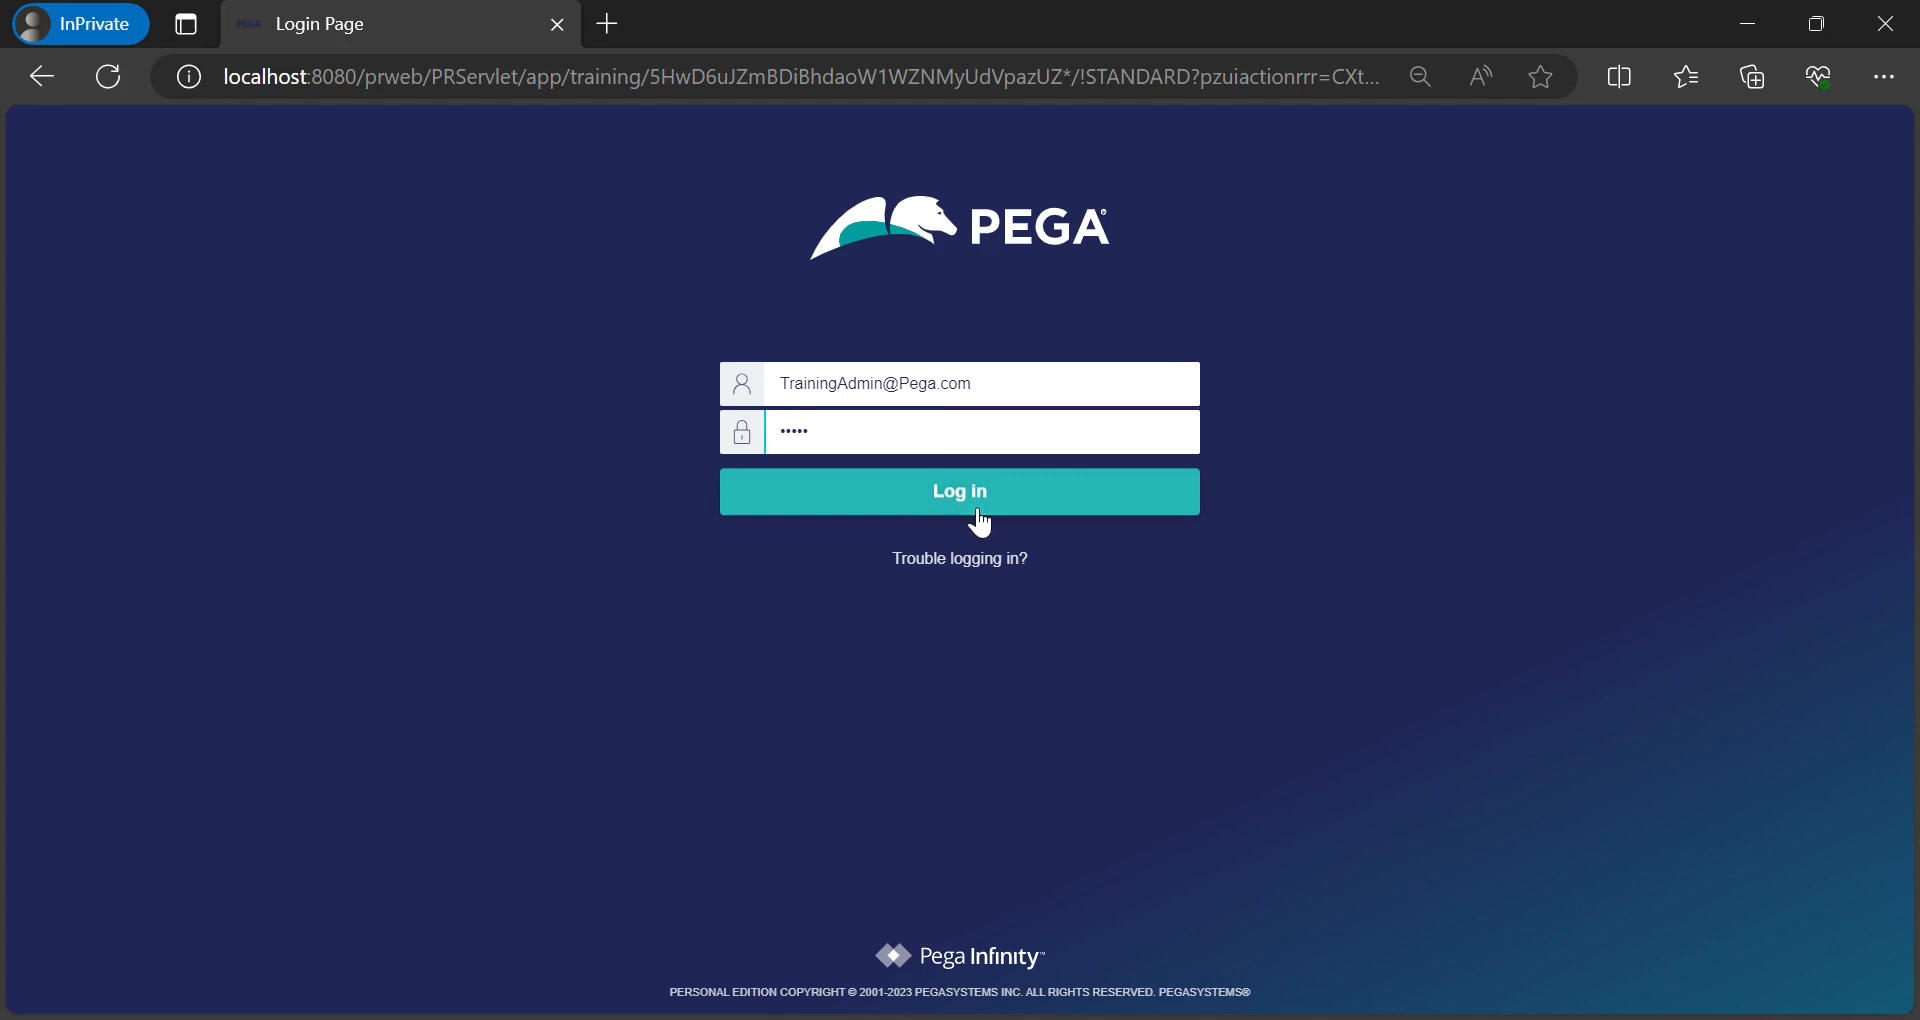 InPrivate
Login Page
localhost:8080/prweb/PRServlet/app/training/5HwD6uJZmBDiBhdaoW1WZNMyUdVpazUZ*/!STANDARD?pzuiactionrrr=CXt...
PEGA
TrainingAdmin@Pega.com
•••••
Log in
Trouble logging in?
Pega Infinity™
PERSONAL EDITION COPYRIGHT © 2001-2023 PEGASYSTEMS INC. ALL RIGHTS RESERVED. PEGASYSTEMS®